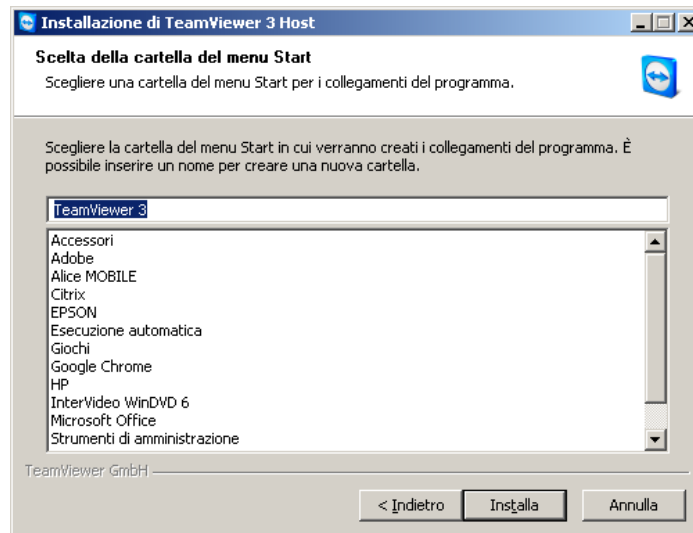 Installazione di TeamViewer 3 Host
Scelta della cartella del menu Start
Scegliere una cartella del menu Start per i collegamenti del programma.
Scegliere la cartella del menu Start in cui verranno creati i collegamenti del programma. È
possibile inserire un nome per creare una nuova cartella.
TeamViewer 3
Accessori
Adobe
Alice MOBILE
Citrix
EPSON
Esecuzione automatica
Giochi
Google Chrome
HP
InterVideo WinDVD 6
Microsoft Office
Strumenti di amministrazione
TeamViewer GmbH
< Indietro Installa Annulla